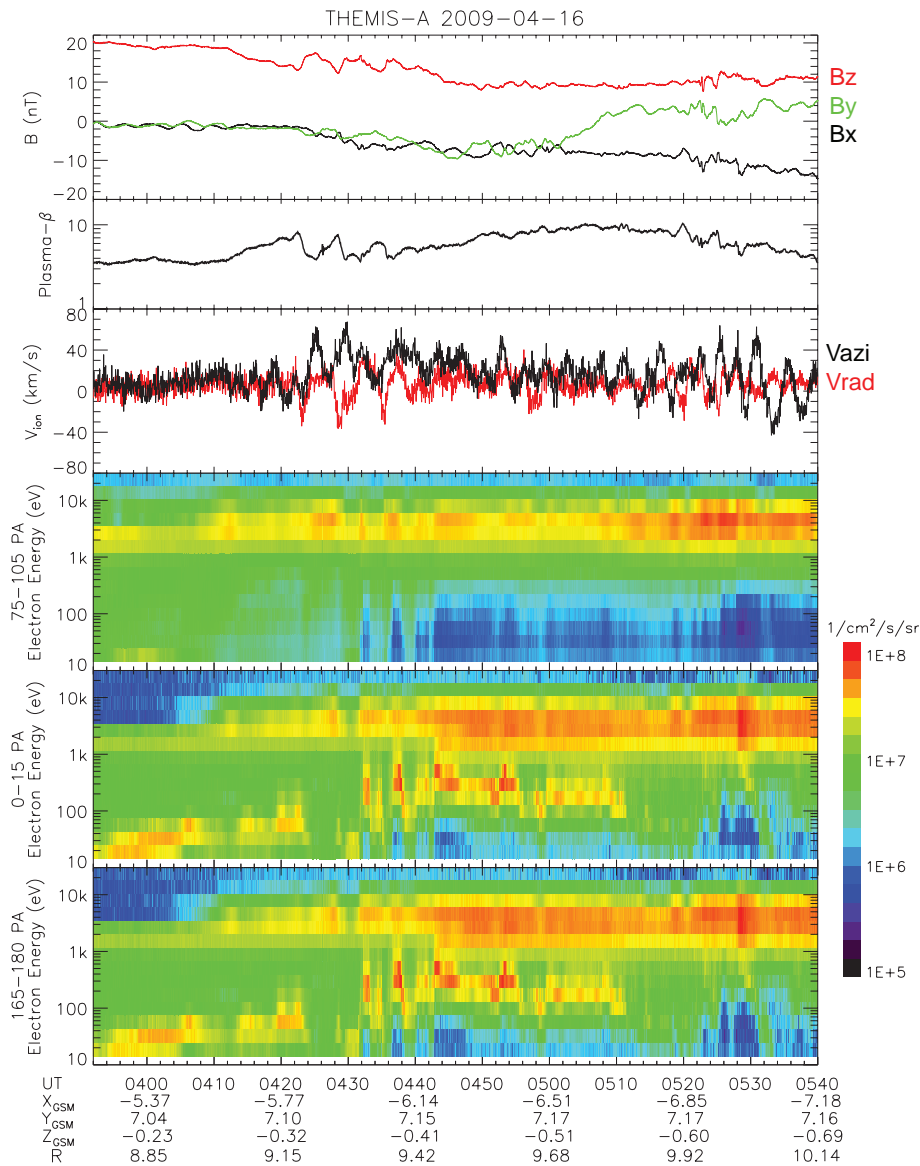 THEMIS-A 2009-04-16
20
10
0
-10
-20
B (nT)
Bz
By
Bx
10
1
Plasma-β
80
40
0
-40
-80
Vion (km/s)
Vazi
Vrad
10k
1k
100
10
75-105 PA
Electron Energy (eV)
10k
1k
100
10
0-15 PA
Electron Energy (eV)
10k
1k
100
10
165-180 PA
Electron Energy (eV)
1/cm²/s/sr
1E+8
1E+7
1E+6
1E+5
UT 0400 0410 0420 0430 0440 0450 0500 0510 0520 0530 0540
XGSM -5.37 -5.77 -6.14 -6.51 -6.85 -7.18
YGSM 7.04 7.10 7.15 7.17 7.17 7.16
ZGSM -0.23 -0.32 -0.41 -0.51 -0.60 -0.69
R 8.85 9.15 9.42 9.68 9.92 10.14